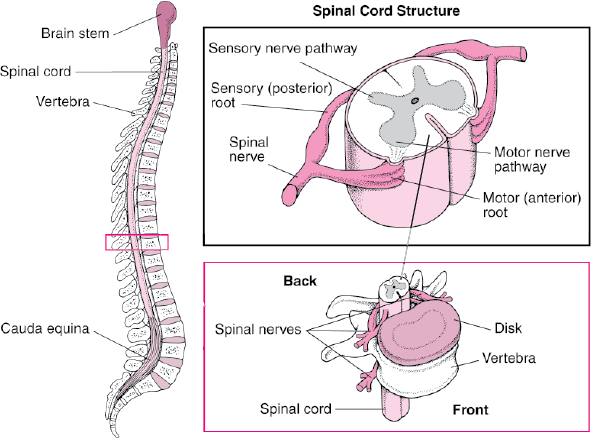 Brain stem
Spinal cord
Vertebra
Cauda equina
Spinal Cord Structure
Sensory nerve pathway
Sensory (posterior)
root
Spinal
nerve
Motor nerve
pathway
Motor (anterior)
root
Back
Spinal nerves
Disk
Vertebra
Spinal cord
Front